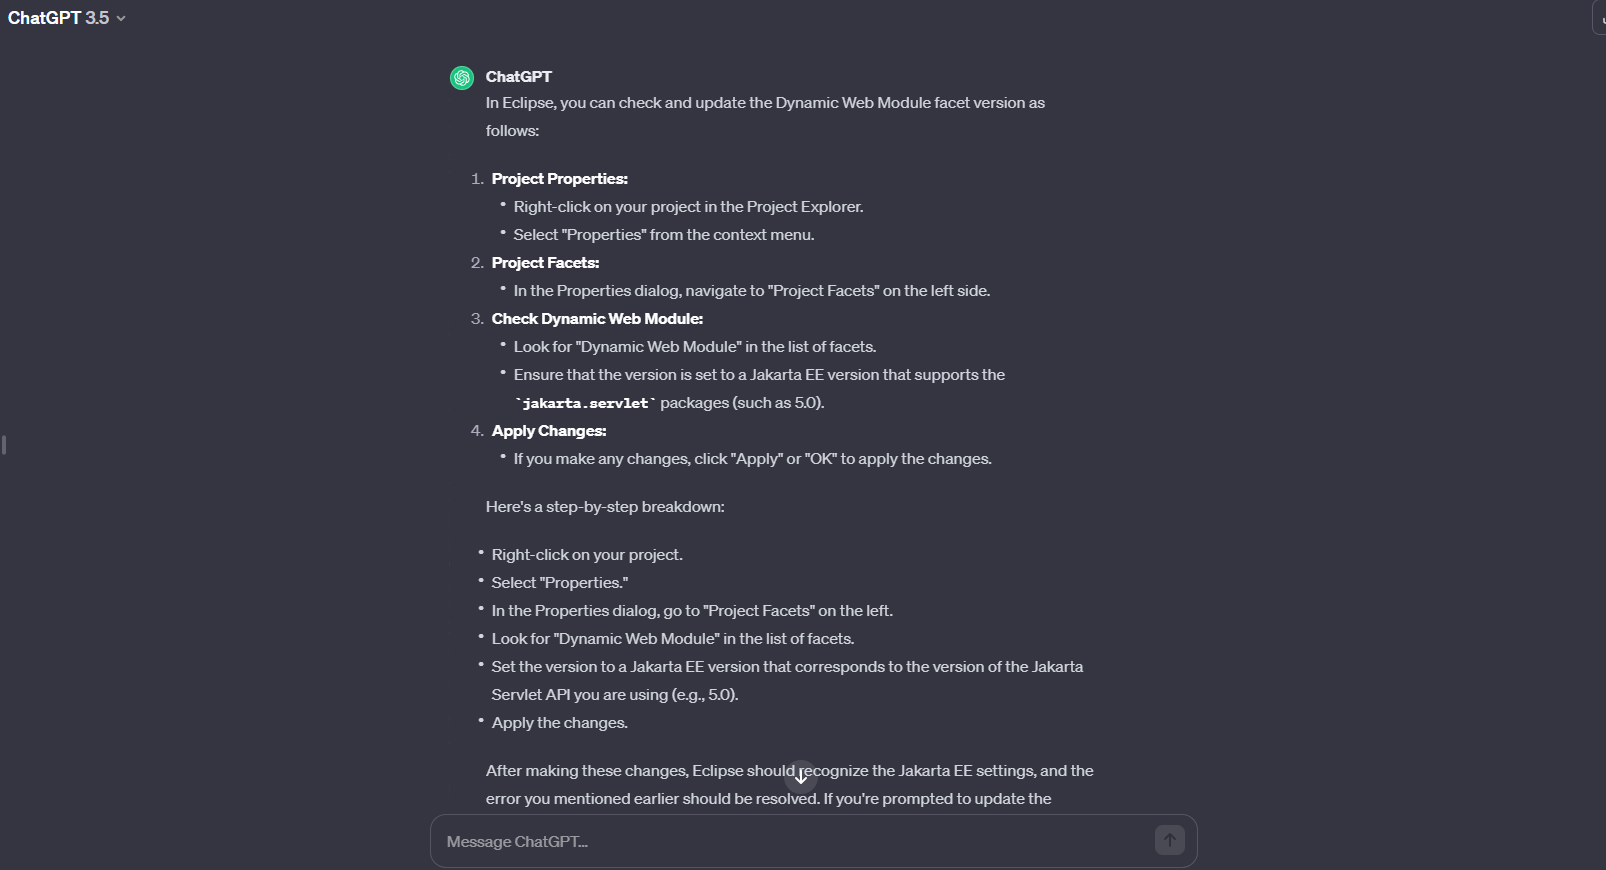 ChatGPT 3.5
ChatGPT
In Eclipse, you can check and update the Dynamic Web Module facet version as
follows:
1. Project Properties:
• Right-click on your project in the Project Explorer.
• Select "Properties" from the context menu.
2. Project Facets:
• In the Properties dialog, navigate to "Project Facets" on the left side.
3. Check Dynamic Web Module:
• Look for "Dynamic Web Module" in the list of facets.
• Ensure that the version is set to a Jakarta EE version that supports the
`jakarta.servlet` packages (such as 5.0).
4. Apply Changes:
• If you make any changes, click "Apply" or "OK" to apply the changes.
Here's a step-by-step breakdown:
• Right-click on your project.
• Select "Properties."
• In the Properties dialog, go to "Project Facets" on the left.
• Look for "Dynamic Web Module" in the list of facets.
• Set the version to a Jakarta EE version that corresponds to the version of the Jakarta
Servlet API you are using (e.g., 5.0).
• Apply the changes.
After making these changes, Eclipse should recognize the Jakarta EE settings, and the
error you mentioned earlier should be resolved. If you're prompted to update the
Message ChatGPT...